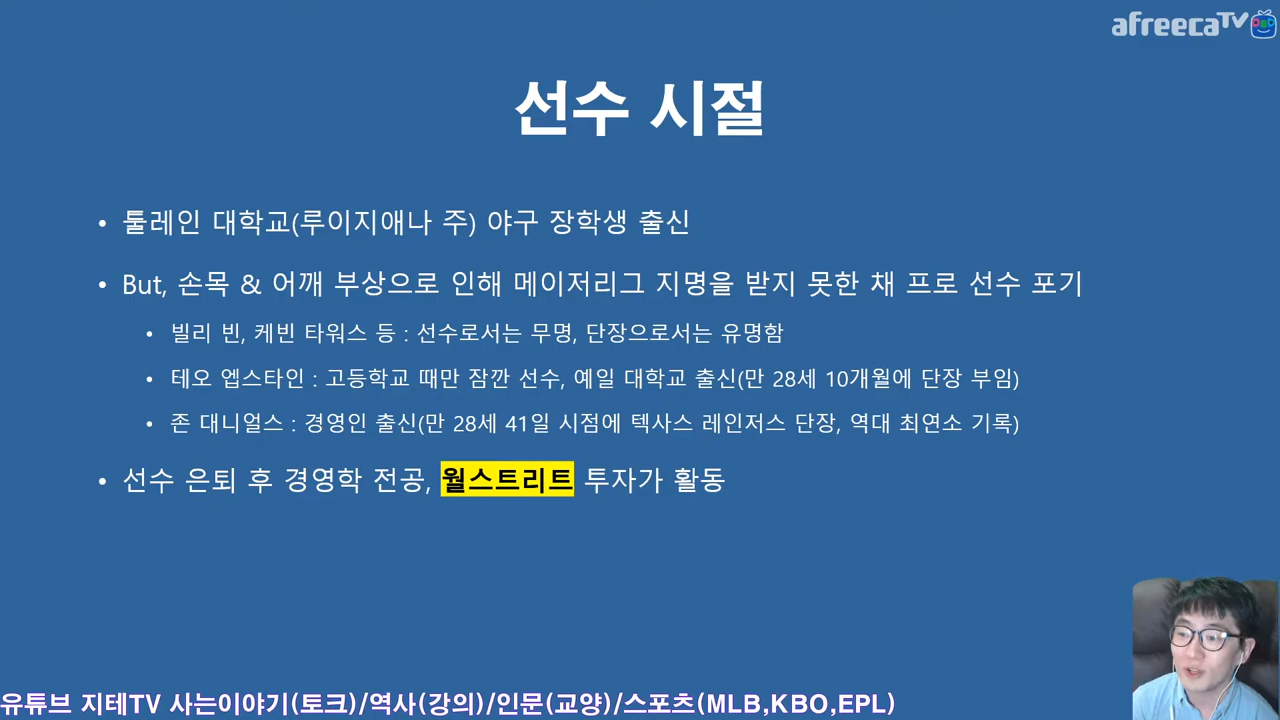 afreecaTV
선수 시절
• 툴레인 대학교(루이지애나 주) 야구 장학생 출신
• But, 손목 & 어깨 부상으로 인해 메이저리그 지명을 받지 못한 채 프로 선수 포기
• 빌리 빈, 케빈 타워스 등 : 선수로서는 무명, 단장으로서는 유명함
• 테오 엡스타인 : 고등학교 때만 잠깐 선수, 예일 대학교 출신(만 28세 10개월에 단장 부임)
• 존 대니얼스 : 경영인 출신(만 28세 41일 시점에 텍사스 레인저스 단장, 역대 최연소 기록)
• 선수 은퇴 후 경영학 전공, 월스트리트 투자가 활동
유튜브 지테TV 사는이야기(토크)/역사(강의)/인문(교양)/스포츠(MLB,KBO,EPL)